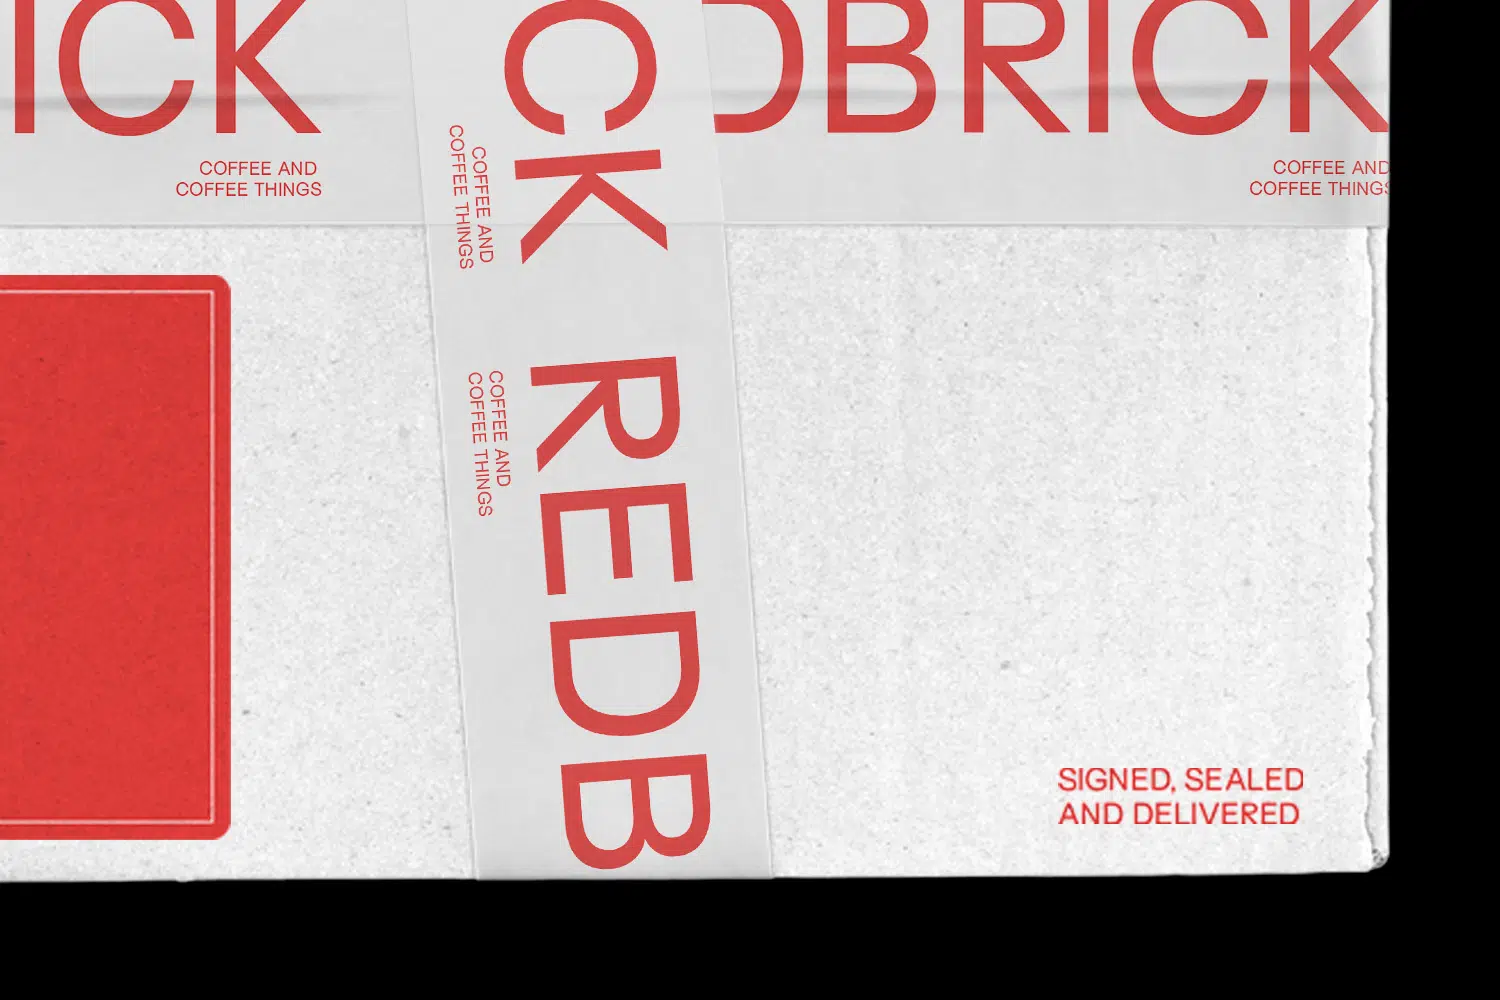 ICK
COFFEE AND
COFFEE THINGS
CK REDB
COFFEE AND
COFFEE THINGS
COFFEE AND
COFFEE THINGS
DBRICK
COFFEE AND
COFFEE THINGS
SIGNED, SEALED
AND DELIVERED